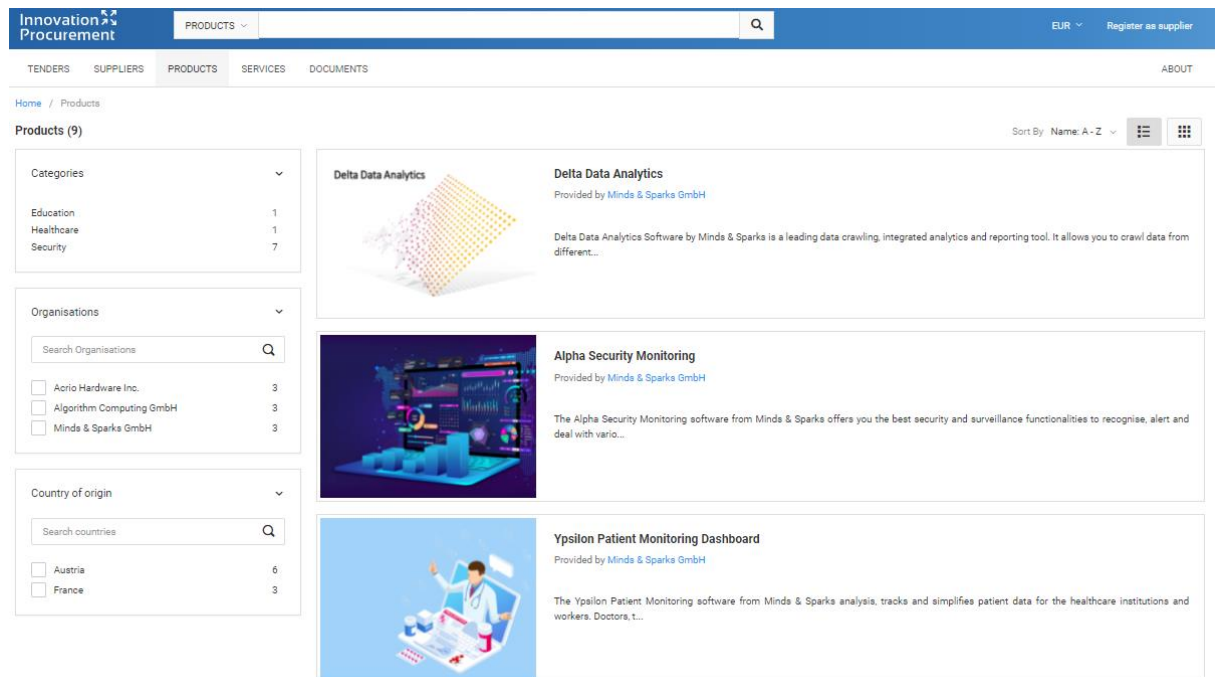 Innovation
Procurement
PRODUCTS
EUR
Register as supplier
TENDERS
SUPPLIERS
PRODUCTS
SERVICES
DOCUMENTS
ABOUT
Home / Products
Products (9)
Sort By Name: A - Z
Categories
Education 1
Healthcare 1
Security 7
Organisations
Search Organisations
Acrio Hardware Inc. 3
Algorithm Computing GmbH 3
Minds & Sparks GmbH 3
Country of origin
Search countries
Austria 6
France 3
Delta Data Analytics
Delta Data Analytics
Provided by Minds & Sparks GmbH
Delta Data Analytics Software by Minds & Sparks is a leading data crawling, integrated analytics and reporting tool. It allows you to crawl data from
different...
Alpha Security Monitoring
Provided by Minds & Sparks GmbH
The Alpha Security Monitoring software from Minds & Sparks offers you the best security and surveillance functionalities to recognise, alert and
deal with vario...
Ypsilon Patient Monitoring Dashboard
Provided by Minds & Sparks GmbH
The Ypsilon Patient Monitoring software from Minds & Sparks analysis, tracks and simplifies patient data for the healthcare institutions and
workers. Doctors, t...